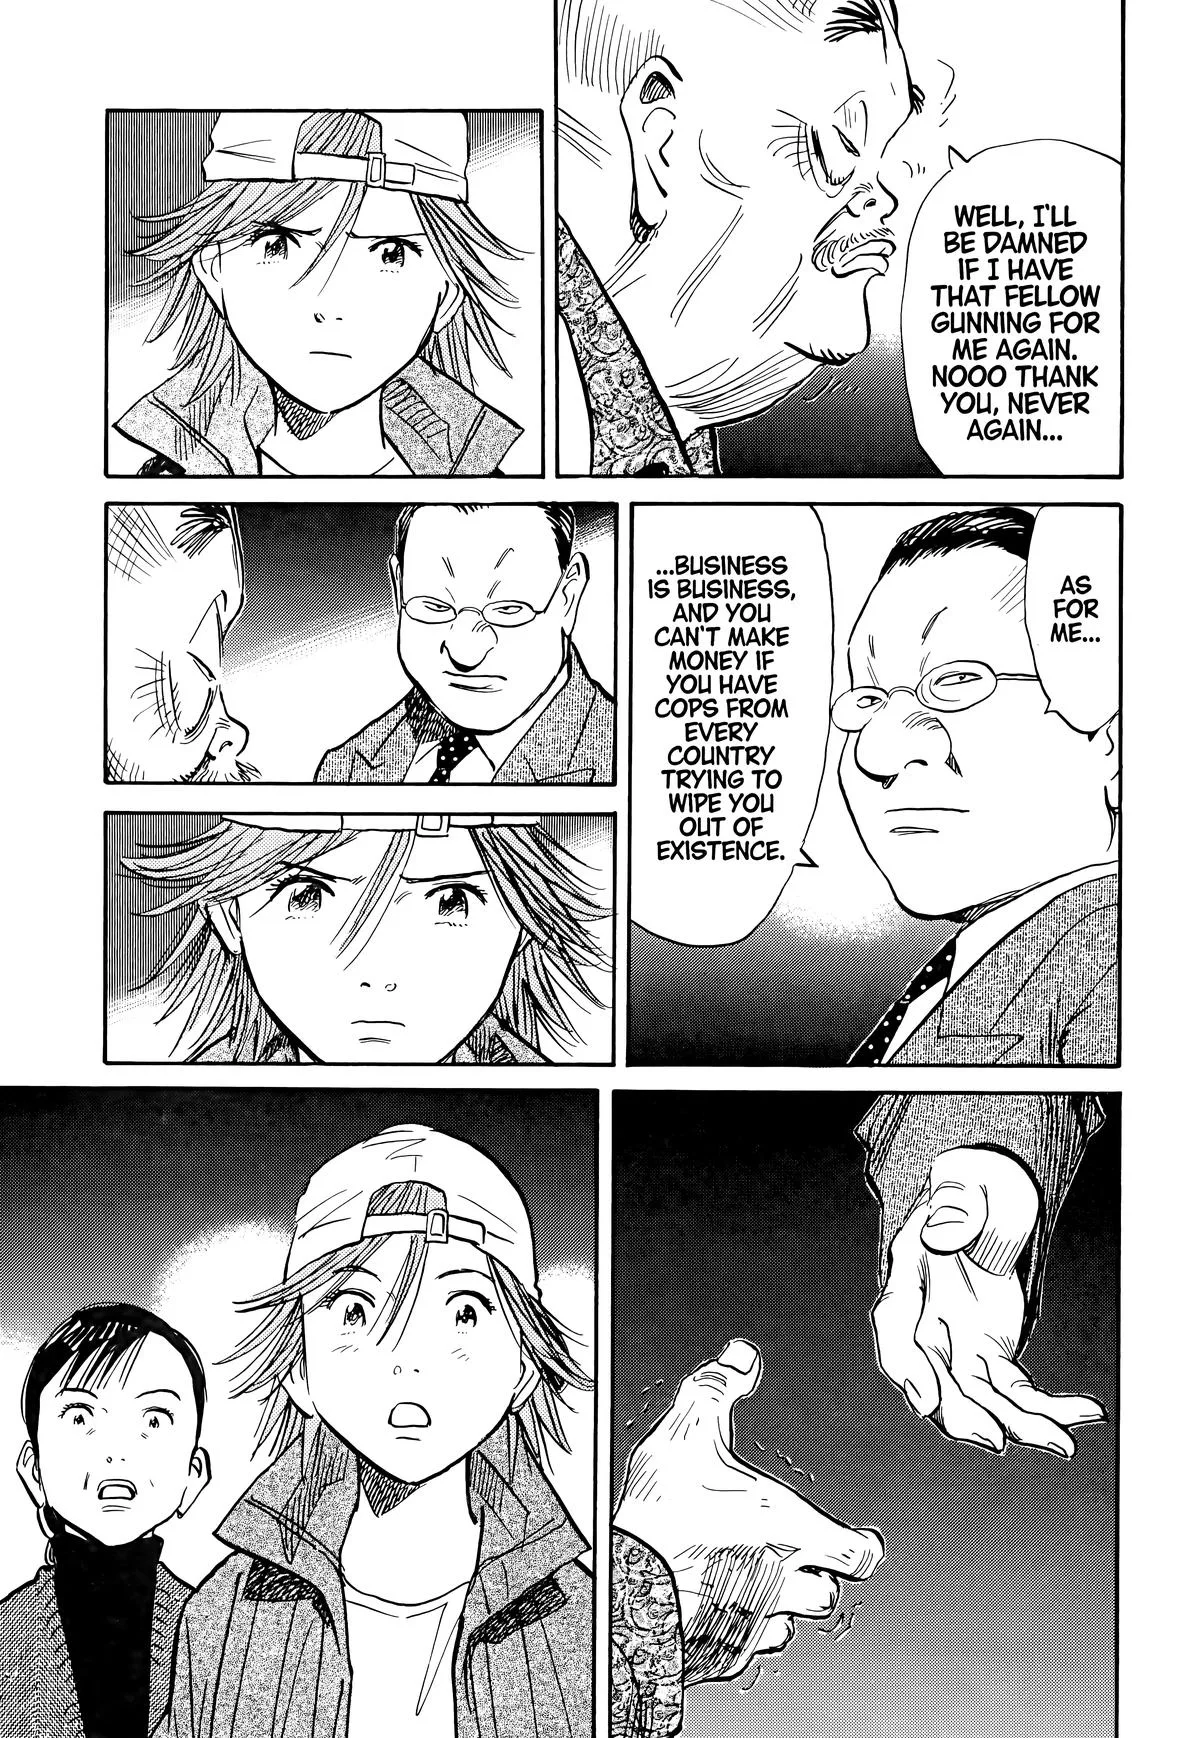 WELL, I'LL
BE DAMNED
IF I HAVE
THAT FELLOW
GUNNING FOR
ME AGAIN.
NOOO THANK
YOU, NEVER
AGAIN...
AS
FOR
ME...
...BUSINESS
IS BUSINESS,
AND YOU
CAN'T MAKE
MONEY IF
YOU HAVE
COPS FROM
EVERY
COUNTRY
TRYING TO
WIPE YOU
OUT OF
EXISTENCE.